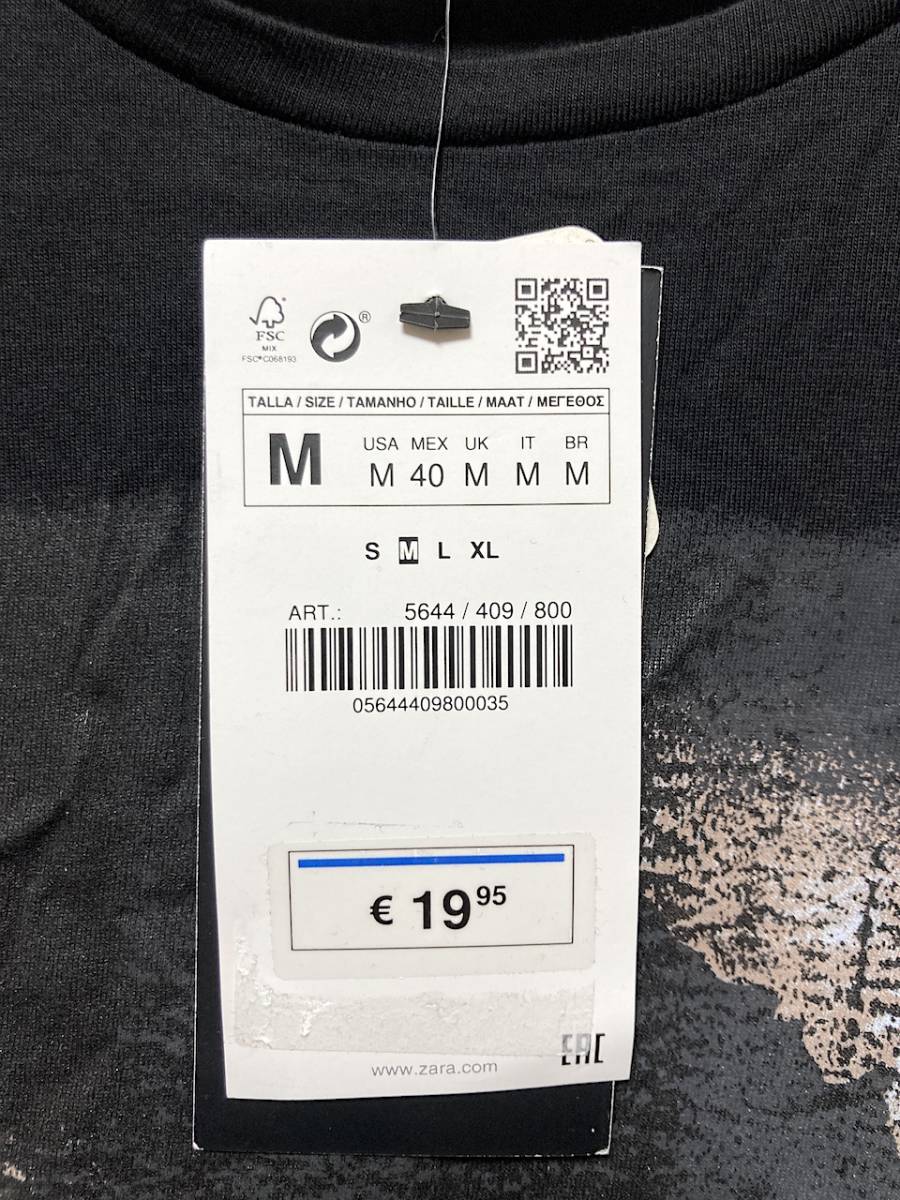 FSC
MIX
FSC® C068193
®
TALLA / SIZE / TAMANHO / TAILLE / MAAT / ΜΕΓΕΘΟΣ
M
USA MEX UK IT BR
M 40 M M M
S M L XL
ART.: 5644 / 409 / 800
05644409800035
€ 19 95
www.zara.com
EAC